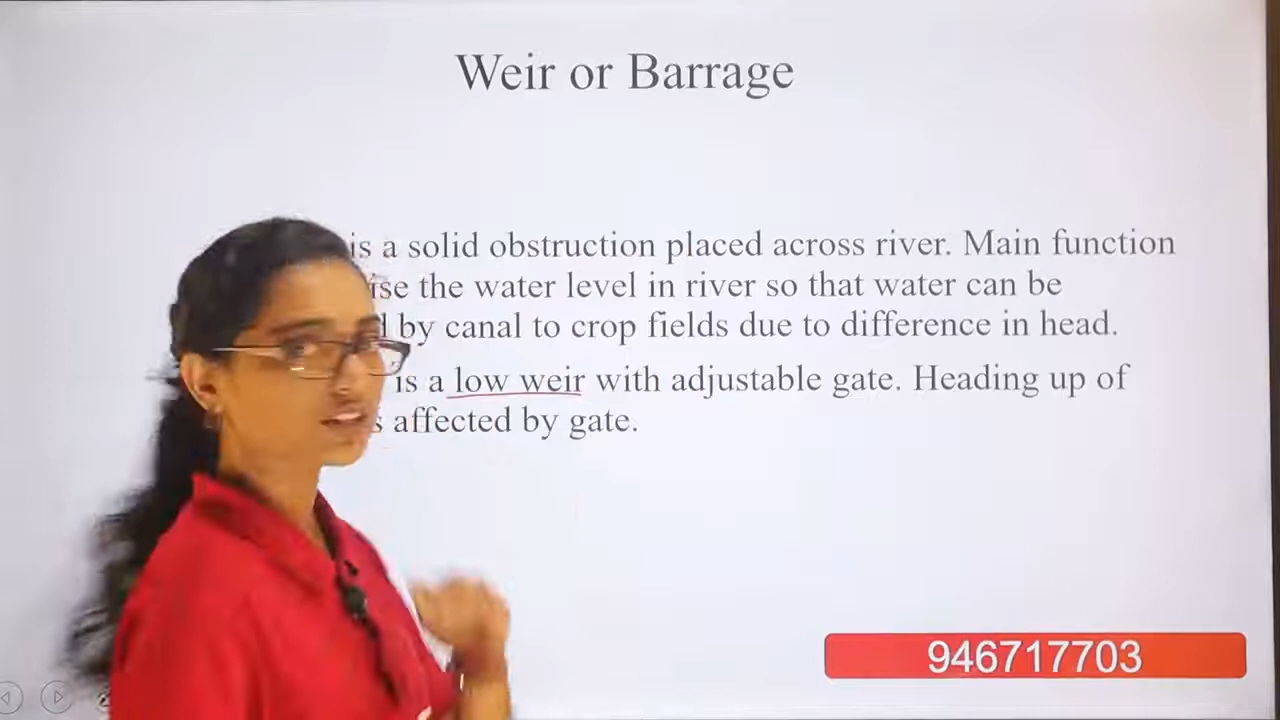 Weir or Barrage
is a solid obstruction placed across river. Main function
the water level in river so that water can be
by canal to crop fields due to difference in head.
is a low weir with adjustable gate. Heading up of
affected by gate.
946717703